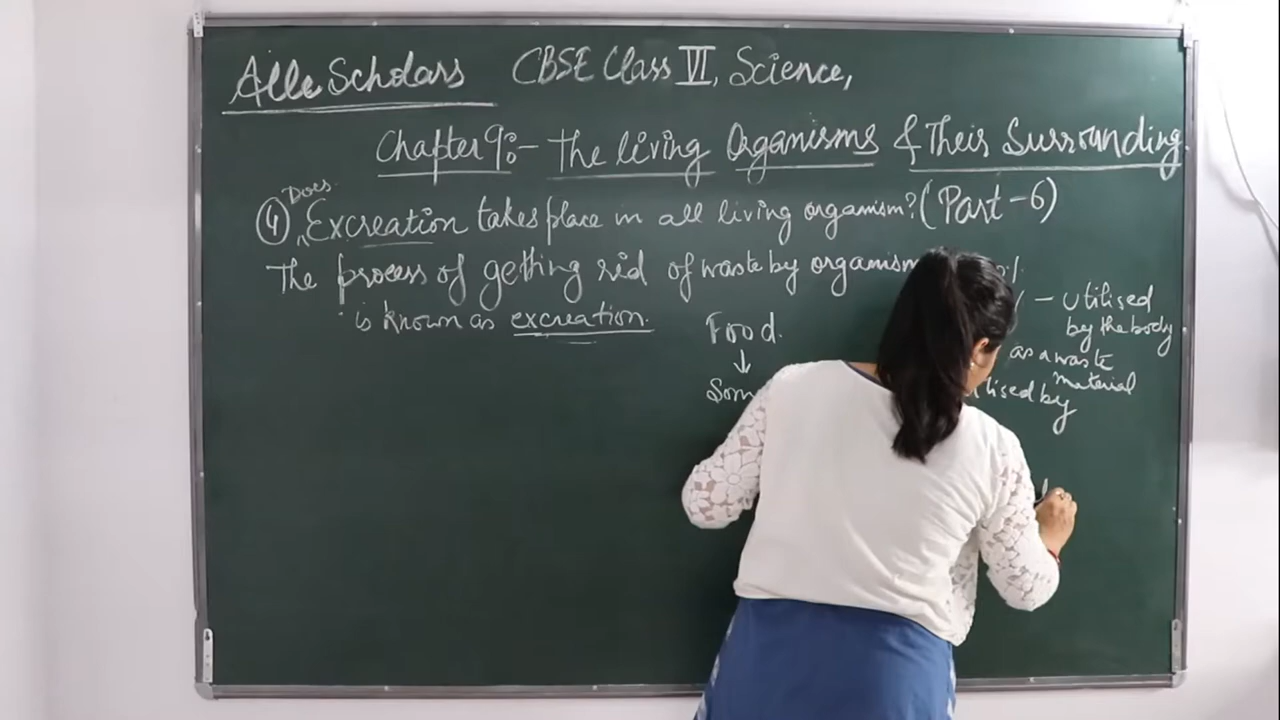 Alle Scholars CBSE Class VI, Science,
Chapter 9:- The living Organisms & Their Surrounding
④ Does Excreation takes place in all living organism? (Part-6)
The process of getting rid of waste by organism
is known as excreation.
Food
↓
Som
- utilised
by the body
as a waste
material
lised by